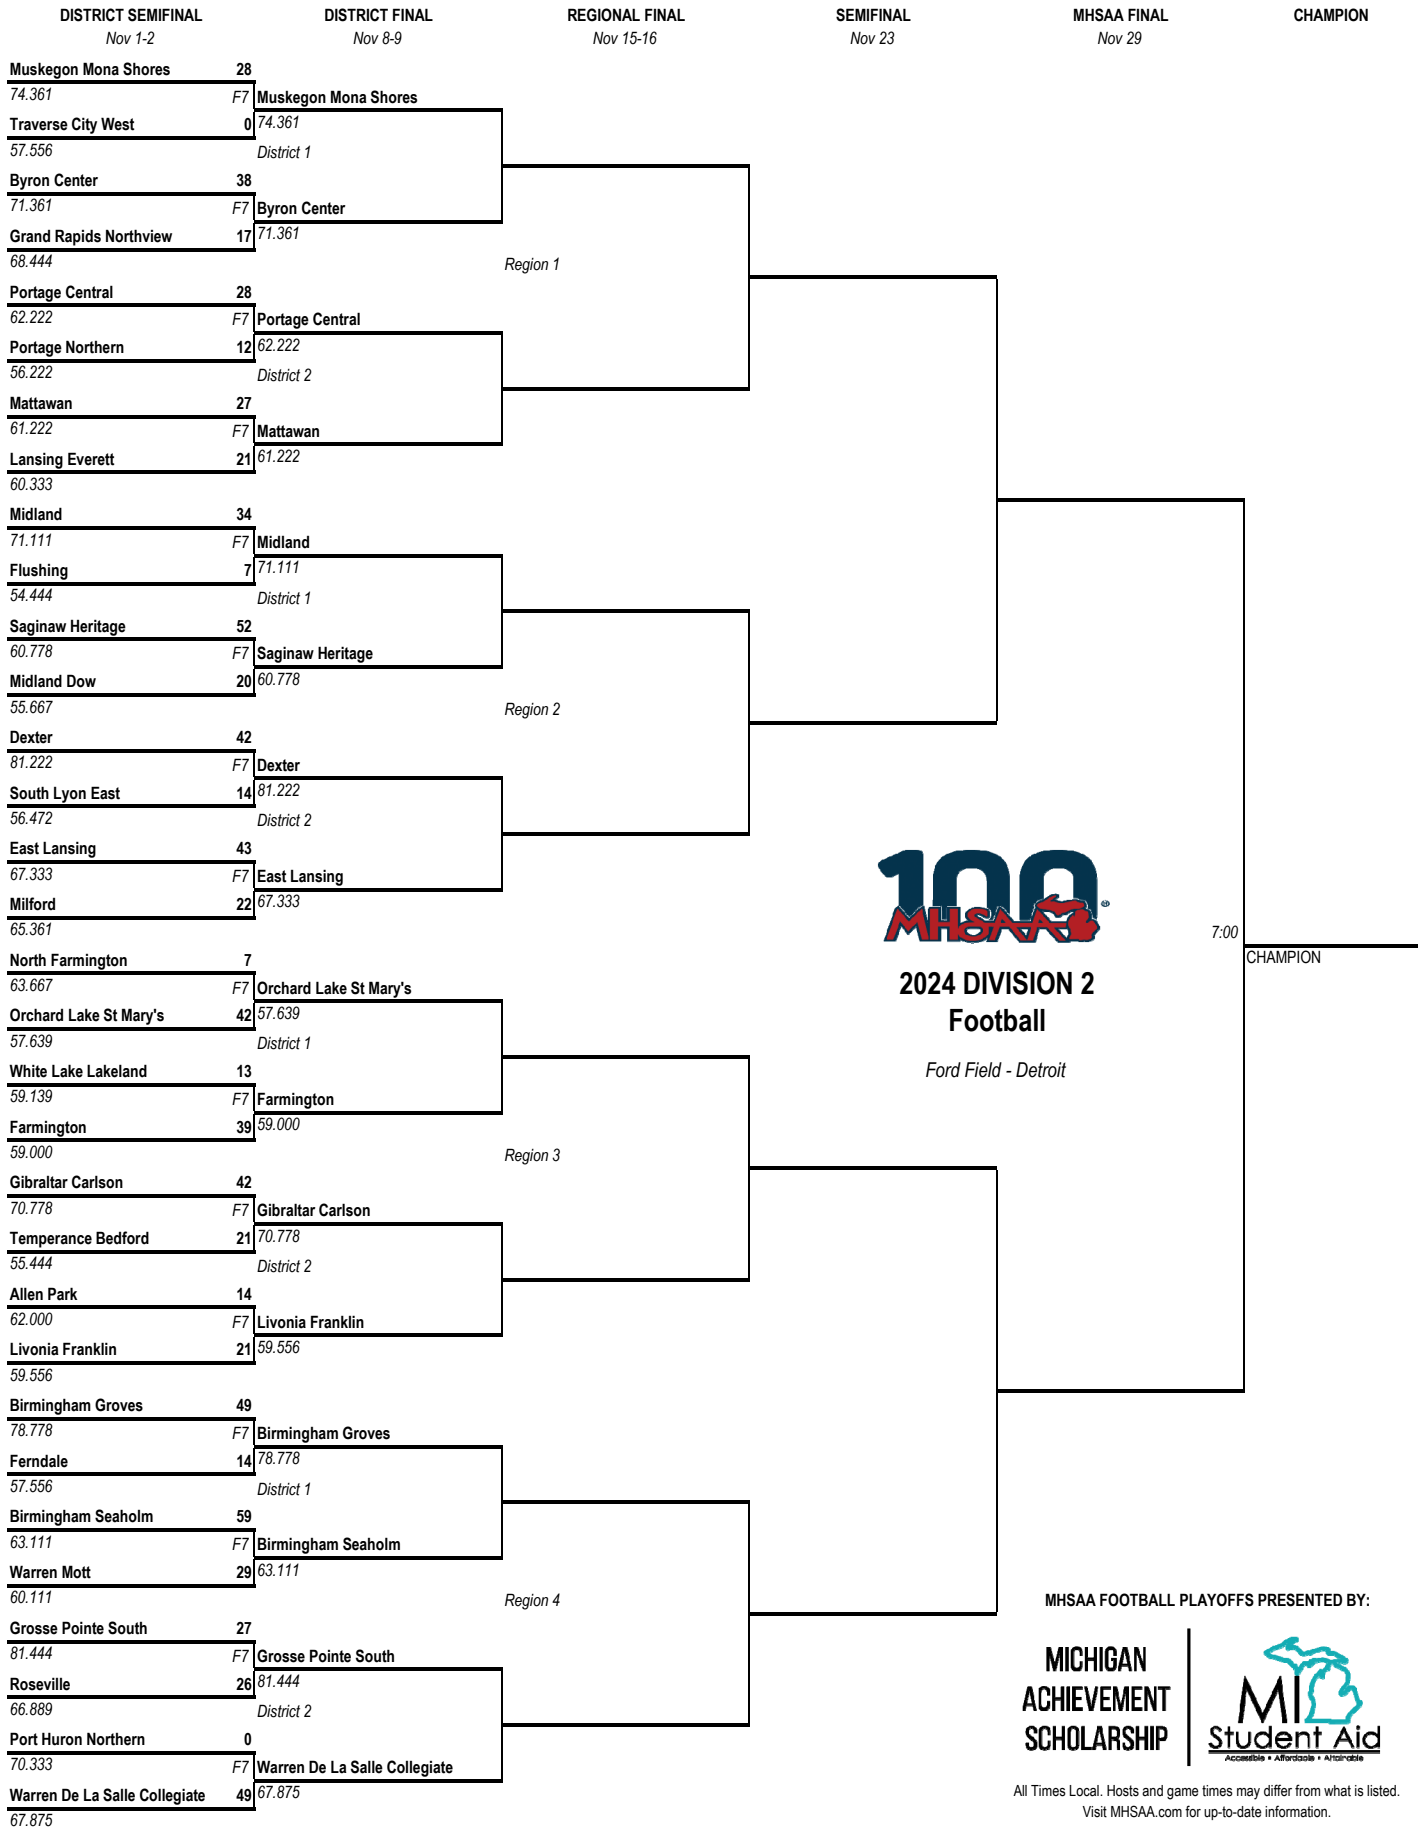 DISTRICT SEMIFINAL DISTRICT FINAL REGIONAL FINAL SEMIFINAL MHSAA FINAL CHAMPION
Nov 1-2 Nov 8-9 Nov 15-16 Nov 23 Nov 29
Muskegon Mona Shores 28
74.361 F7 Muskegon Mona Shores
Traverse City West 0 74.361
57.556 District 1
Byron Center 38
71.361 F7 Byron Center
Grand Rapids Northview 17 71.361
68.444 Region 1
Portage Central 28
62.222 F7 Portage Central
Portage Northern 12 62.222
56.222 District 2
Mattawan 27
61.222 F7 Mattawan
Lansing Everett 21 61.222
60.333
Midland 34
71.111 F7 Midland
Flushing 7 71.111
54.444 District 1
Saginaw Heritage 52
60.778 F7 Saginaw Heritage
Midland Dow 20 60.778
55.667 Region 2
Dexter 42
81.222 F7 Dexter
South Lyon East 14 81.222
56.472 District 2
East Lansing 43
67.333 F7 East Lansing
Milford 22 67.333
65.361
100
MHSAA
®
7:00
CHAMPION
2024 DIVISION 2
Football
Ford Field - Detroit
North Farmington 7
63.667 F7 Orchard Lake St Mary's
Orchard Lake St Mary's 42 57.639
57.639 District 1
White Lake Lakeland 13
59.139 F7 Farmington
Farmington 39 59.000
59.000 Region 3
Gibraltar Carlson 42
70.778 F7 Gibraltar Carlson
Temperance Bedford 21 70.778
55.444 District 2
Allen Park 14
62.000 F7 Livonia Franklin
Livonia Franklin 21 59.556
59.556
Birmingham Groves 49
78.778 F7 Birmingham Groves
Ferndale 14 78.778
57.556 District 1
Birmingham Seaholm 59
63.111 F7 Birmingham Seaholm
Warren Mott 29 63.111
60.111 Region 4
Grosse Pointe South 27
81.444 F7 Grosse Pointe South
Roseville 26 81.444
66.889 District 2
Port Huron Northern 0
70.333 F7 Warren De La Salle Collegiate
Warren De La Salle Collegiate 49 67.875
67.875
MHSAA FOOTBALL PLAYOFFS PRESENTED BY:
MICHIGAN
ACHIEVEMENT
SCHOLARSHIP
MI
Student Aid
Accessible • Affordable • Attainable
All Times Local. Hosts and game times may differ from what is listed.
Visit MHSAA.com for up-to-date information.